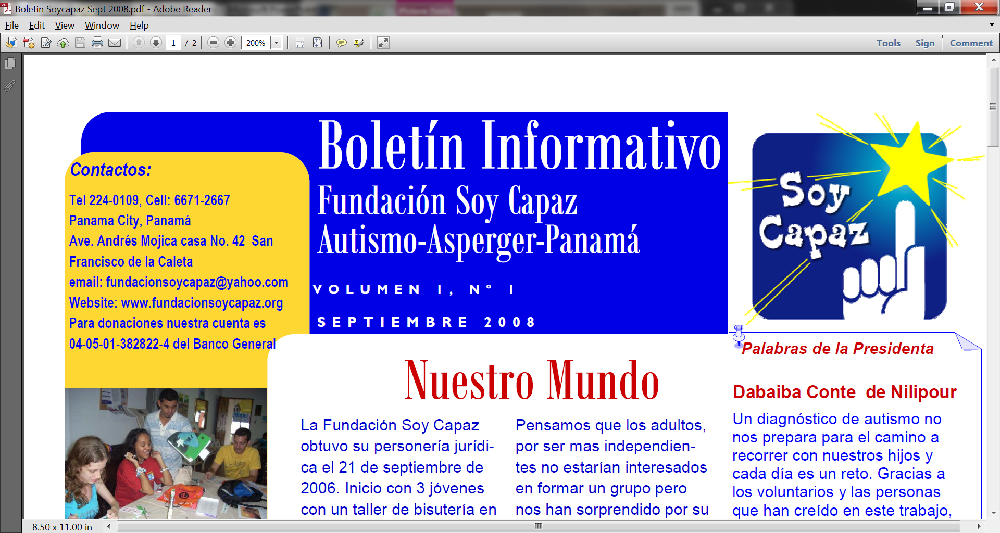 Boletin Soycapaz Sept 2008.pdf - Adobe Reader
File Edit View Window Help
1 / 2 200% Tools Sign Comment
Boletín Informativo
Fundación Soy Capaz
Autismo-Asperger-Panamá
VOLUMEN I, Nº I
SEPTIEMBRE 2008
Contactos:
Tel 224-0109, Cell: 6671-2667
Panama City, Panamá
Ave. Andrés Mojica casa No. 42 San
Francisco de la Caleta
email: fundacionsoycapaz@yahoo.com
Website: www.fundacionsoycapaz.org
Para donaciones nuestra cuenta es
04-05-01-382822-4 del Banco General
Soy
Capaz
Nuestro Mundo
La Fundación Soy Capaz
obtuvo su personería jurídi-
ca el 21 de septiembre de
2006. Inicio con 3 jóvenes
con un taller de bisutería en
Pensamos que los adultos,
por ser mas independien-
tes no estarían interesados
en formar un grupo pero
nos han sorprendido por su
Palabras de la Presidenta
Dabaiba Conte de Nilipour
Un diagnóstico de autismo no
nos prepara para el camino a
recorrer con nuestros hijos y
cada día es un reto. Gracias a
los voluntarios y las personas
que han creído en este trabajo,
8.50 x 11.00 in